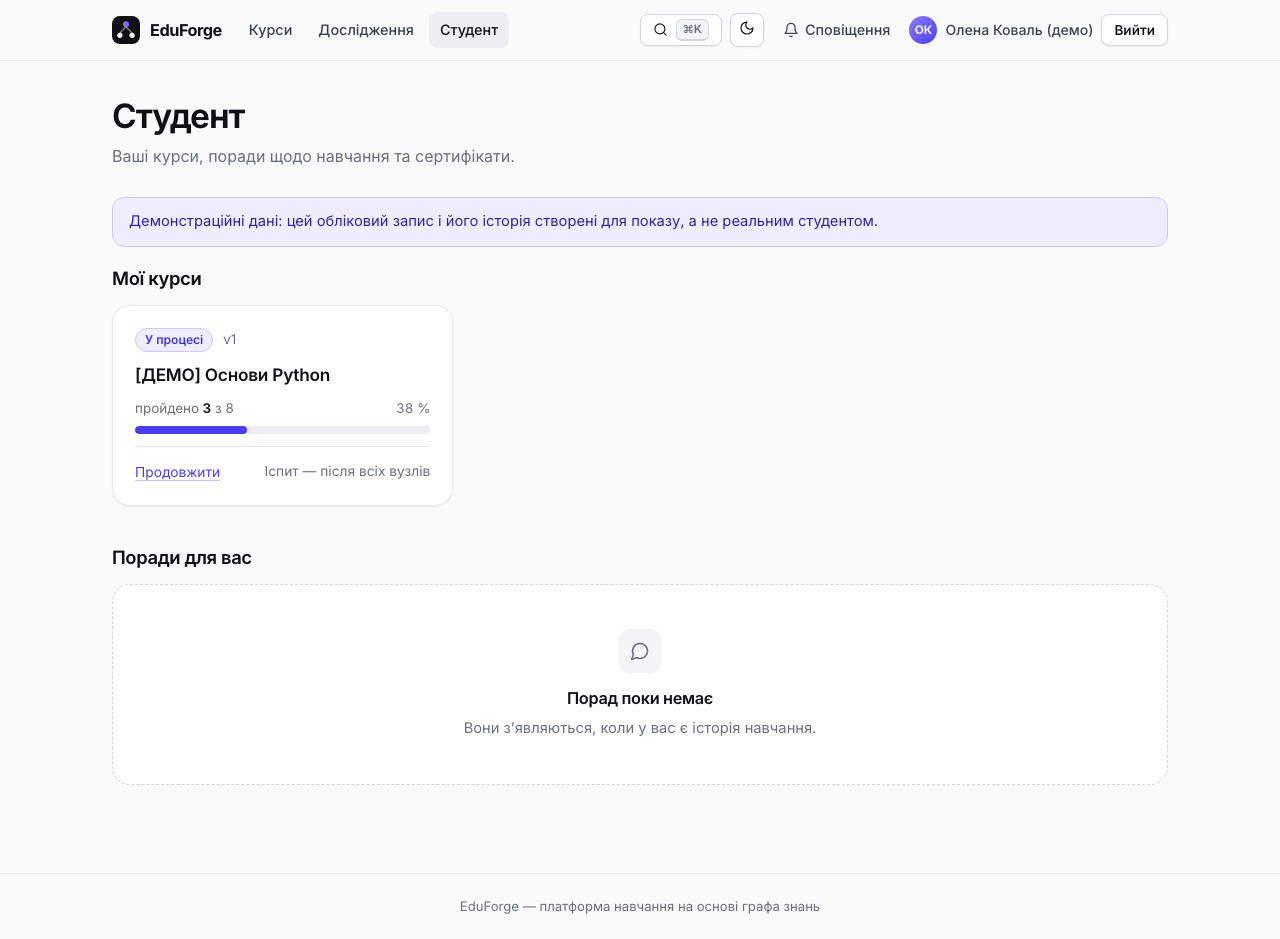 EduForge
Курси
Дослідження
Студент
⌘K
Сповіщення
ОК
Олена Коваль (демо)
Вийти
Студент
Ваші курси, поради щодо навчання та сертифікати.
Демонстраційні дані: цей обліковий запис і його історія створені для показу, а не реальним студентом.
Мої курси
У процесі
v1
[ДЕМО] Основи Python
пройдено 3 з 8
38 %
Продовжити
Іспит — після всіх вузлів
Поради для вас
Порад поки немає
Вони зʼявляються, коли у вас є історія навчання.
EduForge — платформа навчання на основі графа знань